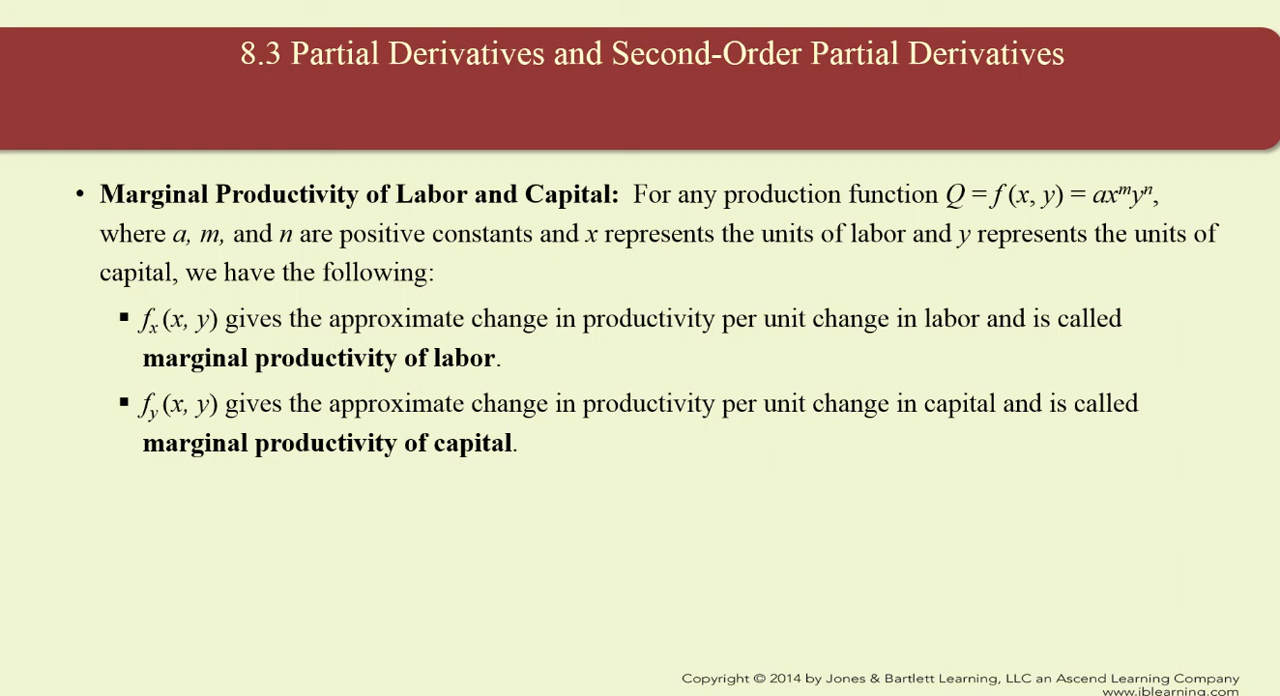 8.3 Partial Derivatives and Second-Order Partial Derivatives
• Marginal Productivity of Labor and Capital: For any production function Q = f (x, y) = axᵐyⁿ,
where a, m, and n are positive constants and x represents the units of labor and y represents the units of
capital, we have the following:
▪ fₓ (x, y) gives the approximate change in productivity per unit change in labor and is called
marginal productivity of labor.
▪ f_y (x, y) gives the approximate change in productivity per unit change in capital and is called
marginal productivity of capital.
Copyright © 2014 by Jones & Bartlett Learning, LLC an Ascend Learning Company
www.jblearning.com